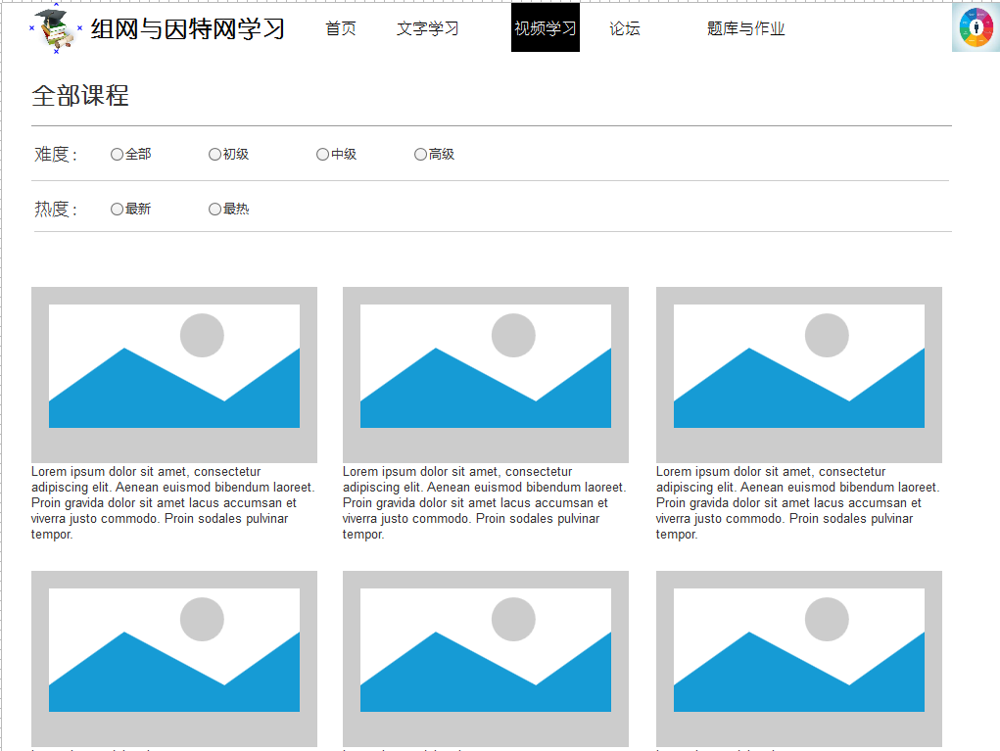 组网与因特网学习 首页 文字学习 视频学习 论坛 题库与作业
全部课程
难度： 全部 初级 中级 高级
热度： 最新 最热
Lorem ipsum dolor sit amet, consectetur
adipiscing elit. Aenean euismod bibendum laoreet.
Proin gravida dolor sit amet lacus accumsan et
viverra justo commodo. Proin sodales pulvinar
tempor.
Lorem ipsum dolor sit amet, consectetur
adipiscing elit. Aenean euismod bibendum laoreet.
Proin gravida dolor sit amet lacus accumsan et
viverra justo commodo. Proin sodales pulvinar
tempor.
Lorem ipsum dolor sit amet, consectetur
adipiscing elit. Aenean euismod bibendum laoreet.
Proin gravida dolor sit amet lacus accumsan et
viverra justo commodo. Proin sodales pulvinar
tempor.